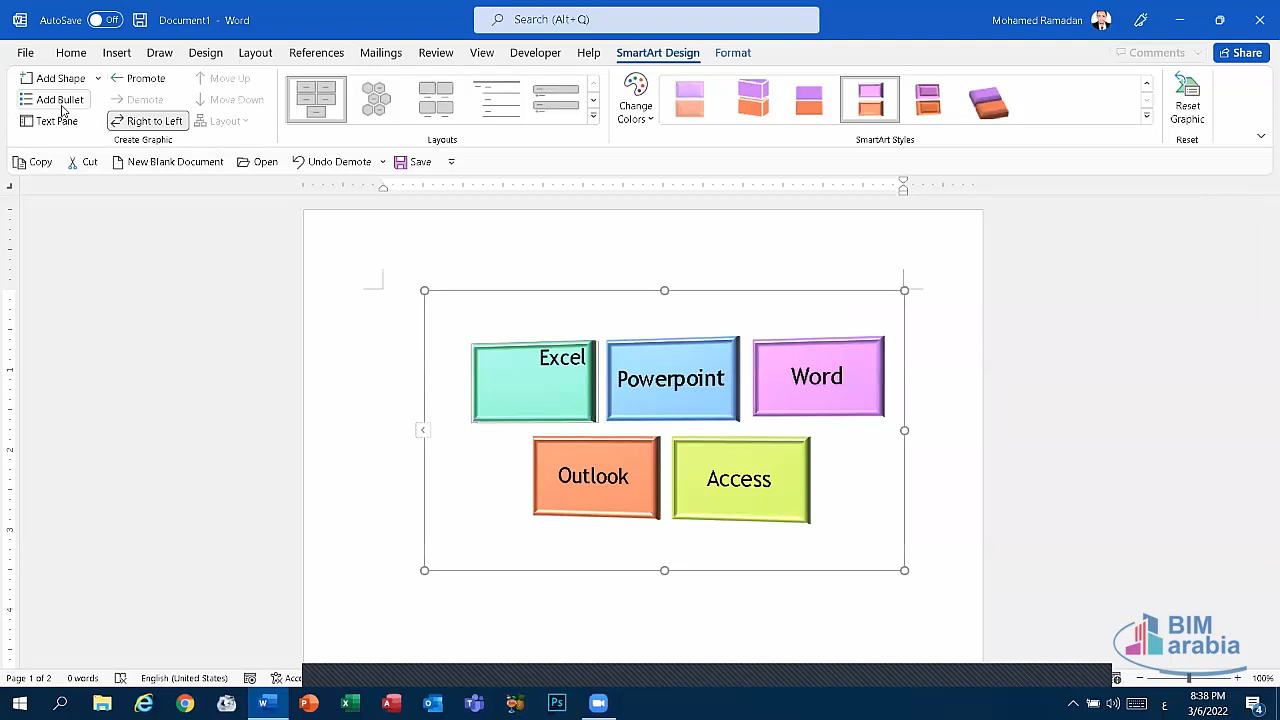 AutoSave Off Document1 - Word Search (Alt+Q) Mohamed Ramadan
File Home Insert Draw Design Layout References Mailings Review View Developer Help SmartArt Design Format Comments Share
Add Shape Promote Move Up
Add Bullet Demote Move Down
Text Pane Right to Left Layout
Change Colors
Reset Graphic
Create Graphic Layouts SmartArt Styles Reset
Copy Cut New Blank Document Open Undo Demote Save
Excel Powerpoint Word
Outlook Access
BIM
arabia
Page 1 of 2 0 words English (United States) Acce 100%
8:38 PM
3/6/2022